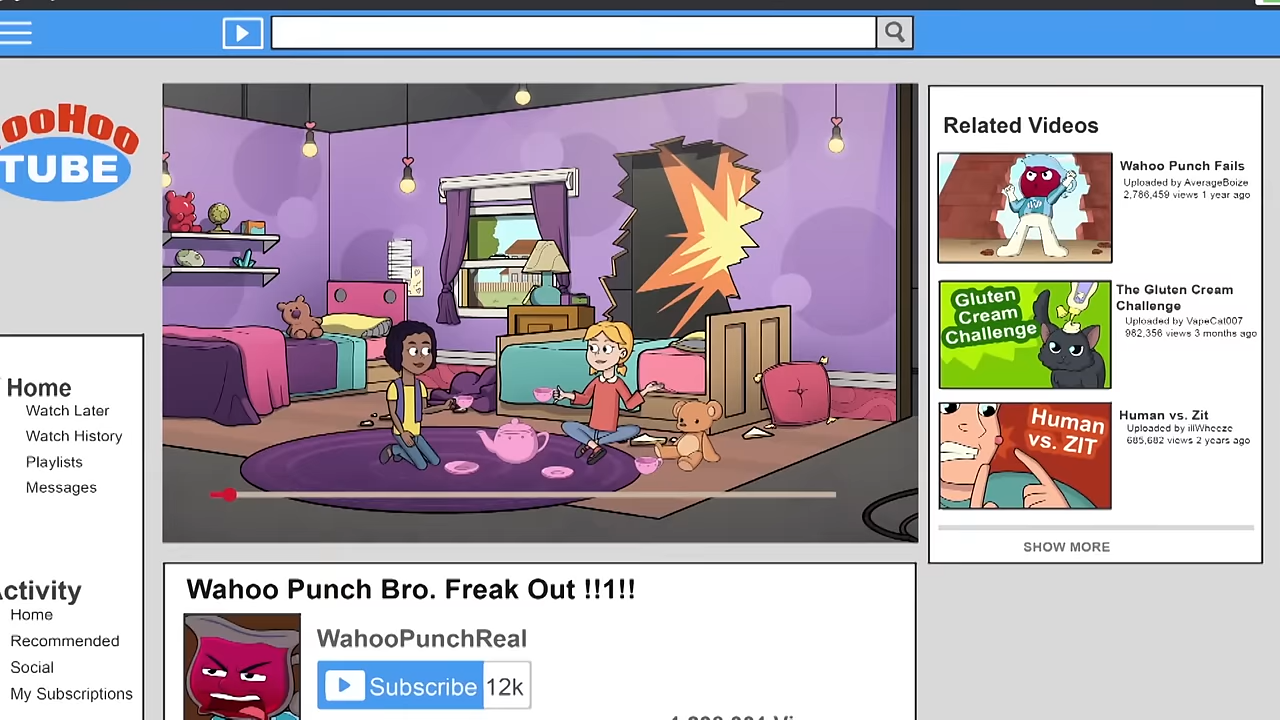 ooHoo
TUBE
Home
Watch Later
Watch History
Playlists
Messages
ctivity
Home
Recommended
Social
My Subscriptions
Wahoo Punch Bro. Freak Out !!1!!
WahooPunchReal
Subscribe 12k
Related Videos
Wahoo Punch Fails
Uploaded by AverageBoize
2,786,459 views 1 year ago
Gluten
Cream
Challenge
The Gluten Cream
Challenge
Uploaded by VapeCat007
982,356 views 3 months ago
Human
vs. ZIT
Human vs. Zit
Uploaded by illWheeze
685,682 views 2 years ago
SHOW MORE